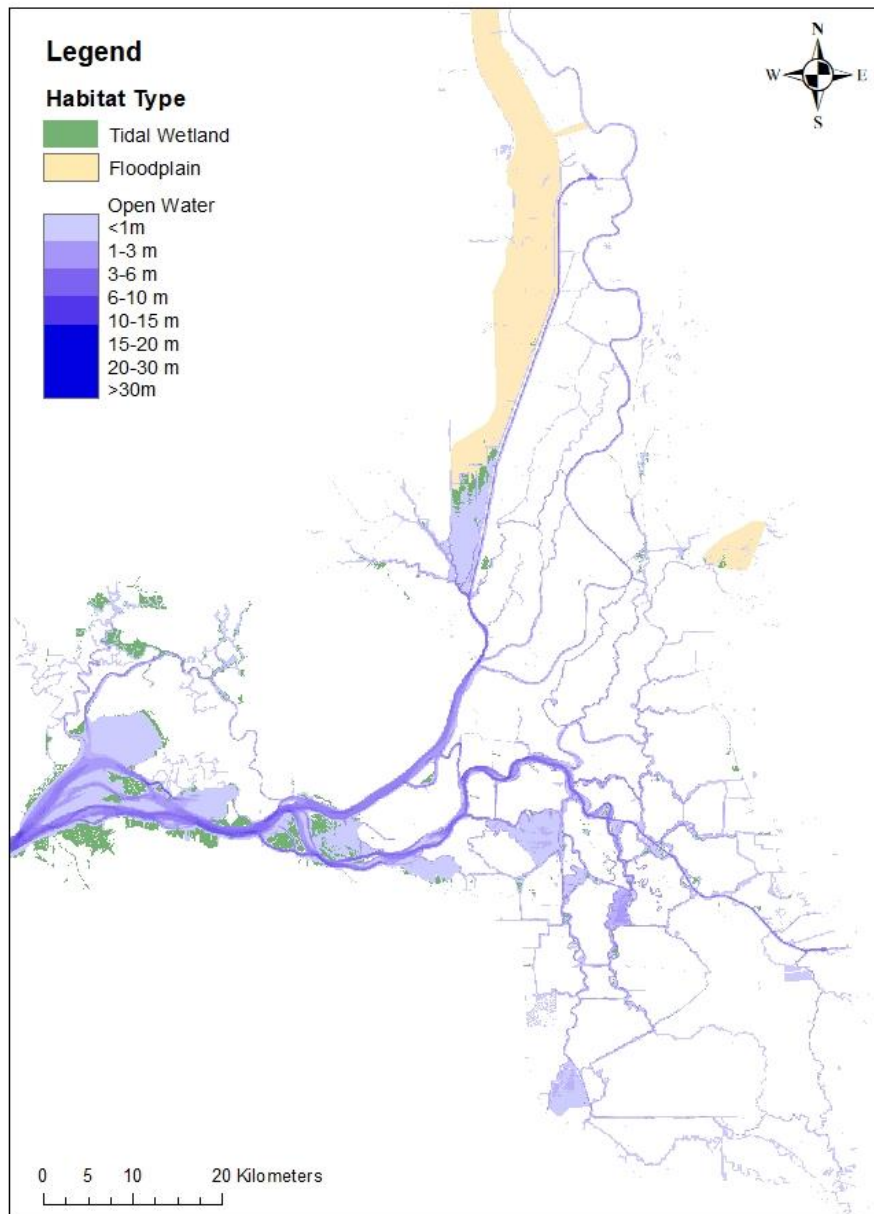 Legend
N
W E
S
Habitat Type
Tidal Wetland
Floodplain
Open Water
<1m
1-3 m
3-6 m
6-10 m
10-15 m
15-20 m
20-30 m
>30m
0 5 10 20 Kilometers